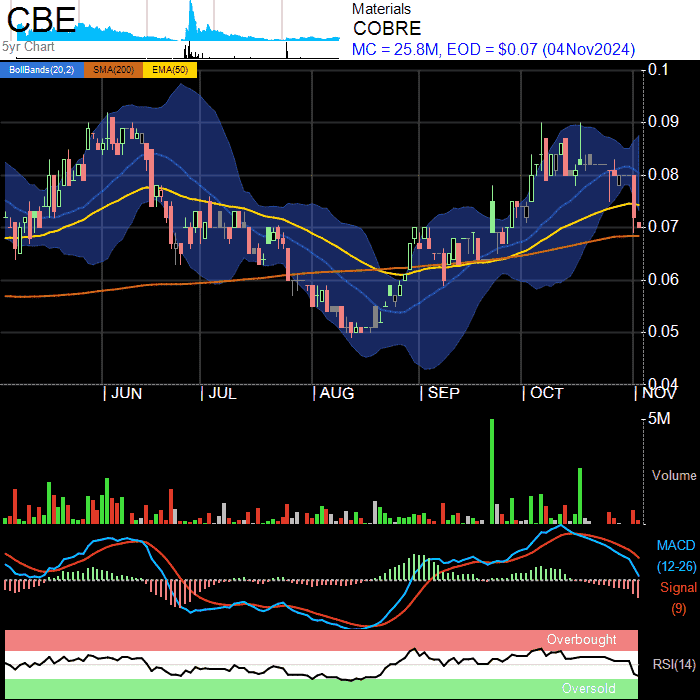 CBE
5yr Chart
Materials
COBRE
MC = 25.8M, EOD = $0.07 (04Nov2024)
BollBands(20,2) SMA(200) EMA(50)
0.1
0.09
0.08
0.07
0.06
0.05
0.04
JUN JUL AUG SEP OCT NOV
5M
Volume
MACD
(12-26)
Signal
(9)
Overbought
RSI(14)
Oversold